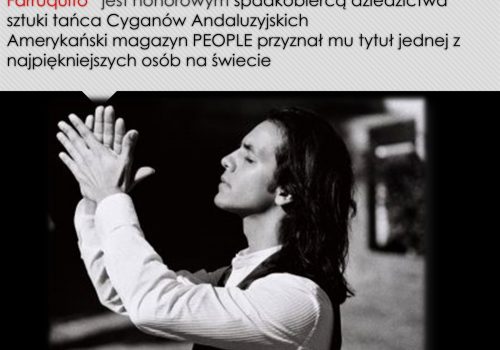 Farruquito jest honorowym spadkobiercą dziedzictwa
sztuki tańca Cyganów Andaluzyjskich
Amerykański magazyn PEOPLE przyznał mu tytuł jednej z
najpiękniejszych osób na świecie